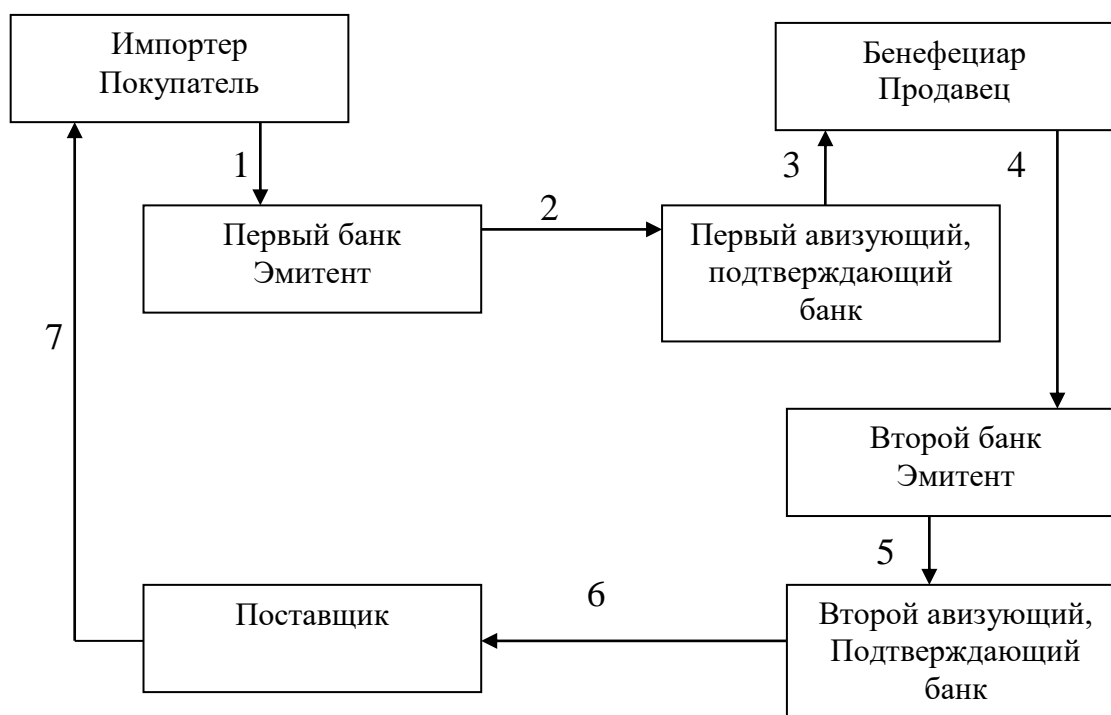 Импортер
Покупатель
Бенефециар
Продавец
1
3
4
2
Первый банк
Эмитент
Первый авизующий,
подтверждающий
банк
7
Второй банк
Эмитент
5
6
Поставщик
Второй авизующий,
Подтверждающий
банк